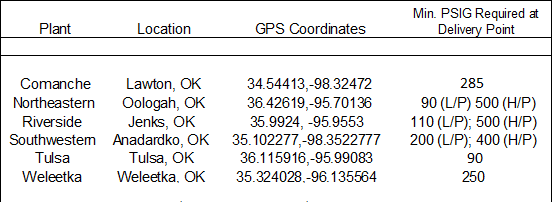 Plant Location GPS Coordinates Min. PSIG Required at Delivery Point
Comanche Lawton, OK 34.54413,-98.32472 285
Northeastern Oologah, OK 36.42619,-95.70136 90 (L/P) 500 (H/P)
Riverside Jenks, OK 35.9924, -95.9553 110 (L/P); 500 (H/P)
Southwestern Anadardko, OK 35.102277,-98.3522777 200 (L/P); 400 (H/P)
Tulsa Tulsa, OK 36.115916,-95.99083 90
Weleetka Weleetka, OK 35.324028,-96.135564 250